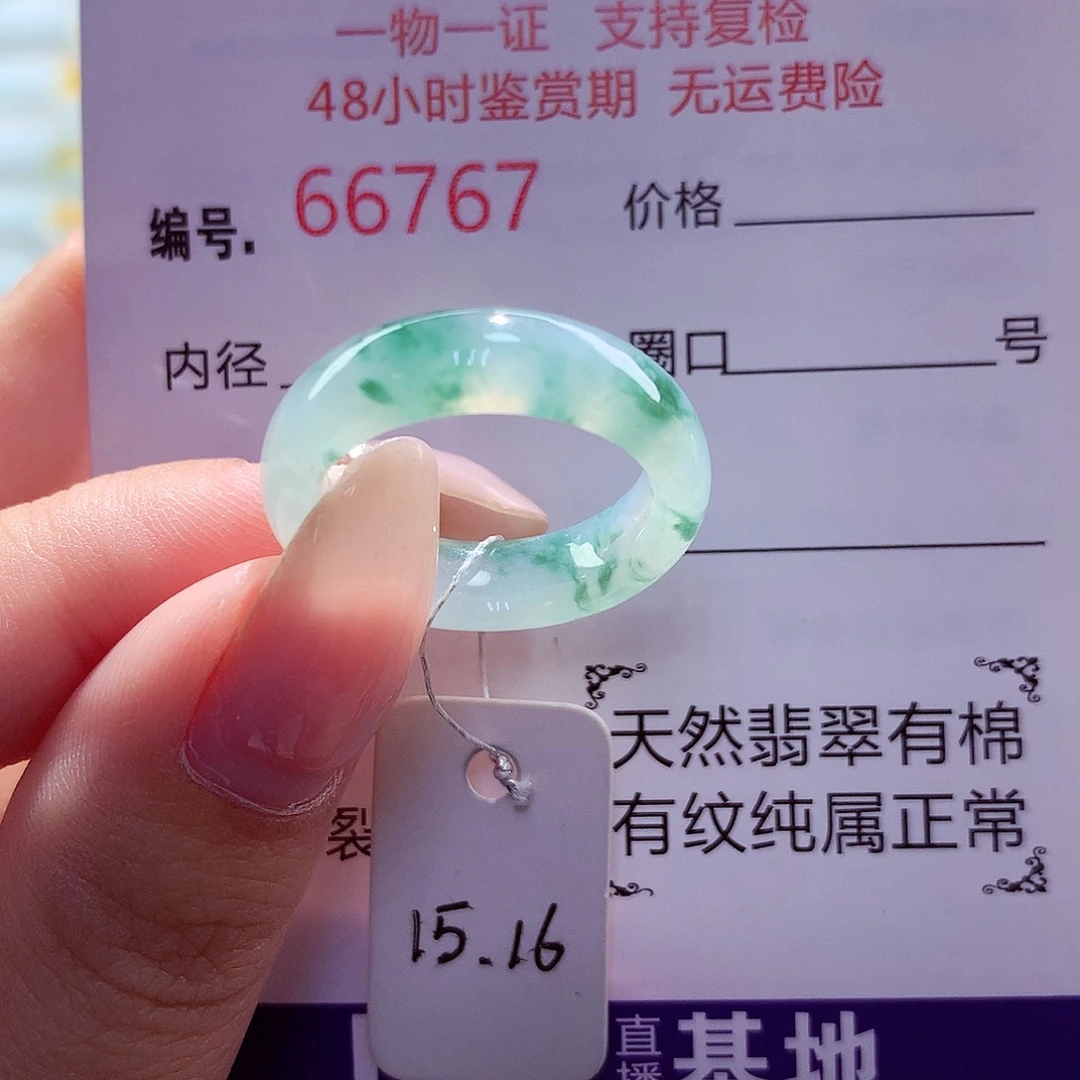 一物一证 支持复检
48小时鉴赏期 无运费险
编号. 66767 价格
内径 圈口 号
天然翡翠有棉
裂 有纹纯属正常
15.16
直播 基地